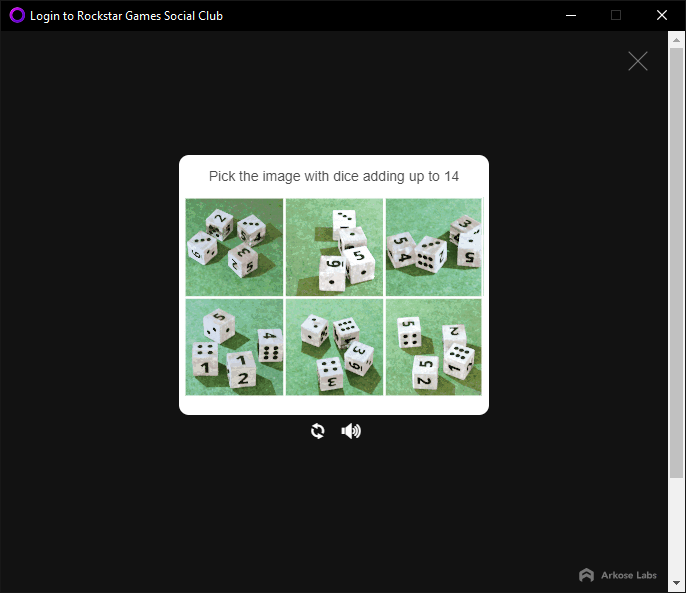 Login to Rockstar Games Social Club
Pick the image with dice adding up to 14
Arkose Labs